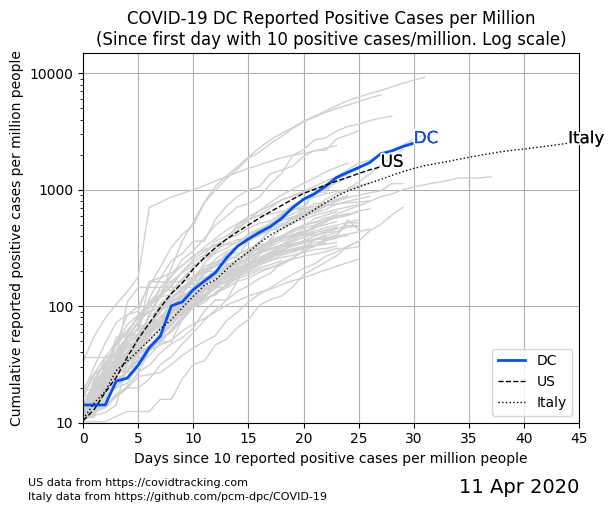 COVID-19 DC Reported Positive Cases per Million
(Since first day with 10 positive cases/million. Log scale)
Cumulative reported positive cases per million people
10000
1000
100
10
DC
US
Italy
DC
US
Italy
0 5 10 15 20 25 30 35 40 45
Days since 10 reported positive cases per million people
US data from https://covidtracking.com
Italy data from https://github.com/pcm-dpc/COVID-19
11 Apr 2020